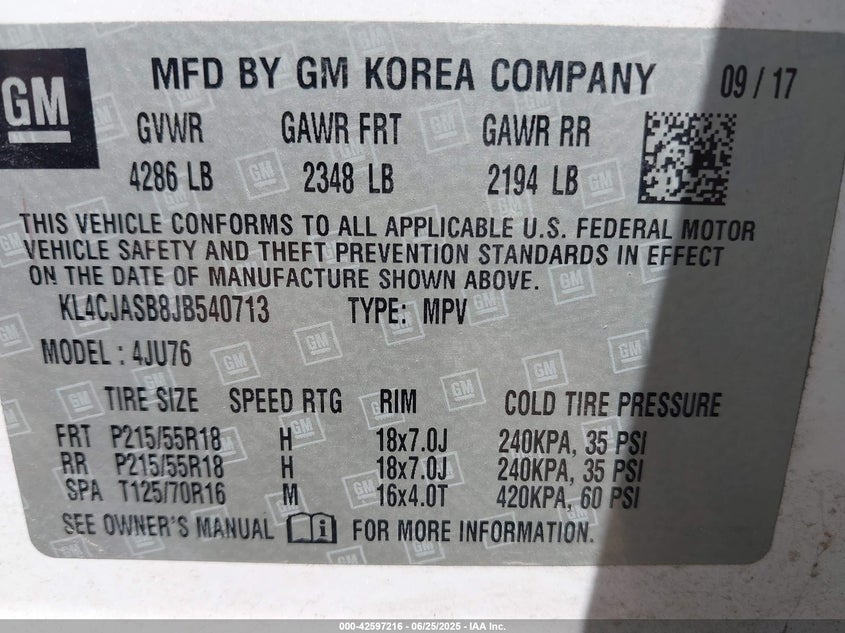 GM
MFD BY GM KOREA COMPANY 09 / 17
GVWR GAWR FRT GAWR RR
4286 LB 2348 LB 2194 LB
THIS VEHICLE CONFORMS TO ALL APPLICABLE U.S. FEDERAL MOTOR
VEHICLE SAFETY AND THEFT PREVENTION STANDARDS IN EFFECT
ON THE DATE OF MANUFACTURE SHOWN ABOVE.
KL4CJASB8JB540713 TYPE: MPV
MODEL : 4JU76
TIRE SIZE SPEED RTG RIM COLD TIRE PRESSURE
FRT P215/55R18 H 18x7.0J 240KPA, 35 PSI
RR P215/55R18 H 18x7.0J 240KPA, 35 PSI
SPA T125/70R16 M 16x4.0T 420KPA, 60 PSI
SEE OWNER'S MANUAL FOR MORE INFORMATION.
000-42597216 - 06/25/2025 - IAA Inc.